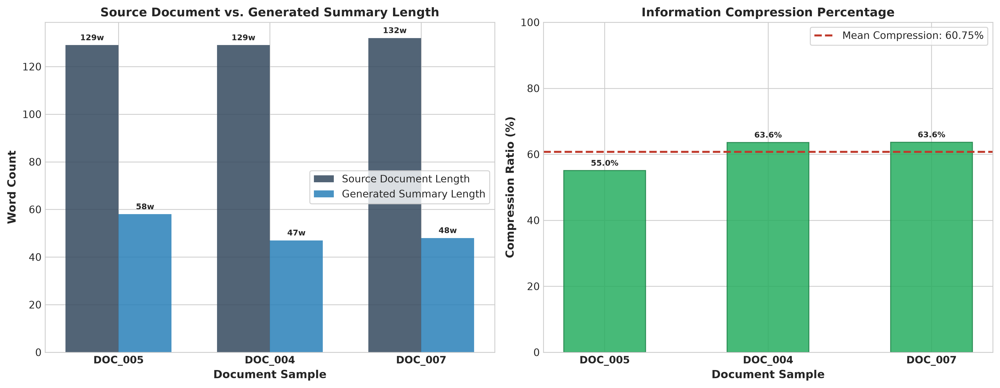 Source Document vs. Generated Summary Length
Word Count
120
100
80
60
40
20
0
129w
58w
129w
47w
132w
48w
Source Document Length
Generated Summary Length
DOC_005 DOC_004 DOC_007
Document Sample
Information Compression Percentage
Compression Ratio (%)
100
80
60
40
20
0
Mean Compression: 60.75%
55.0%
63.6%
63.6%
DOC_005 DOC_004 DOC_007
Document Sample